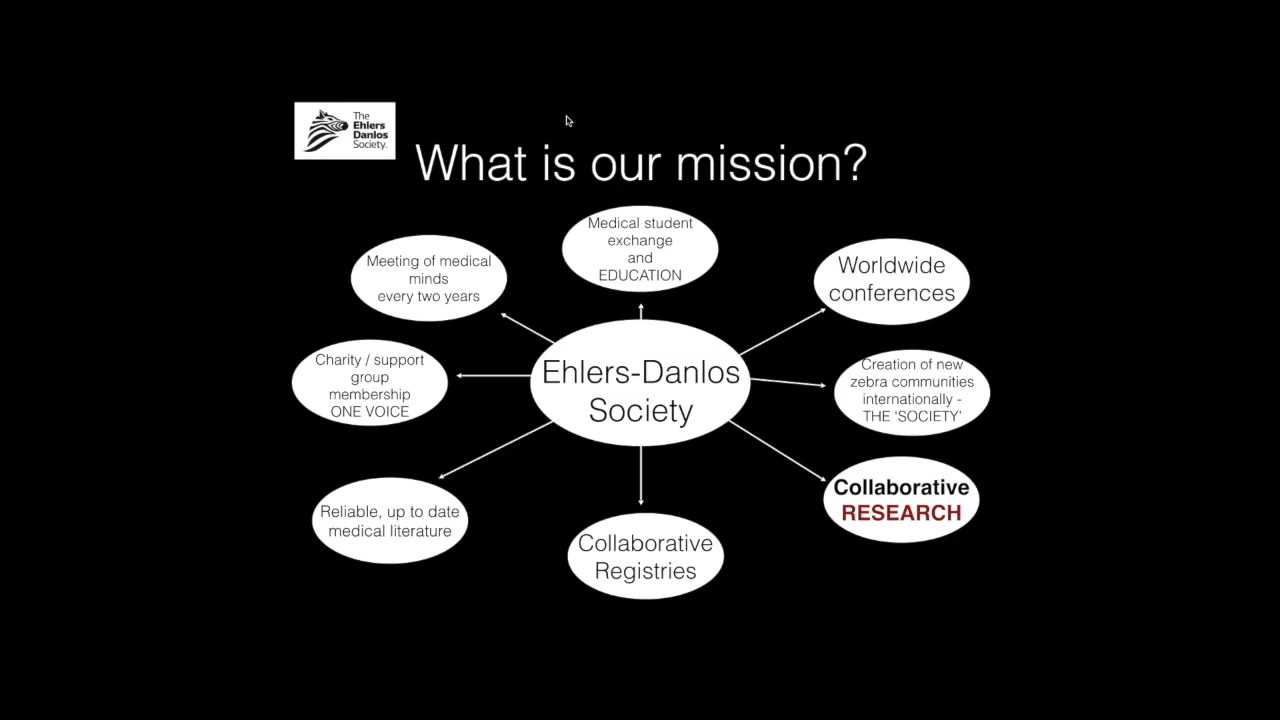 The
Ehlers
Danlos
Society.
What is our mission?
Medical student
exchange
and
EDUCATION
Meeting of medical
minds
every two years
Worldwide
conferences
Charity / support
group
membership
ONE VOICE
Ehlers-Danlos
Society
Creation of new
zebra communities
internationally -
THE ‘SOCIETY’
Reliable, up to date
medical literature
Collaborative
Registries
Collaborative
RESEARCH